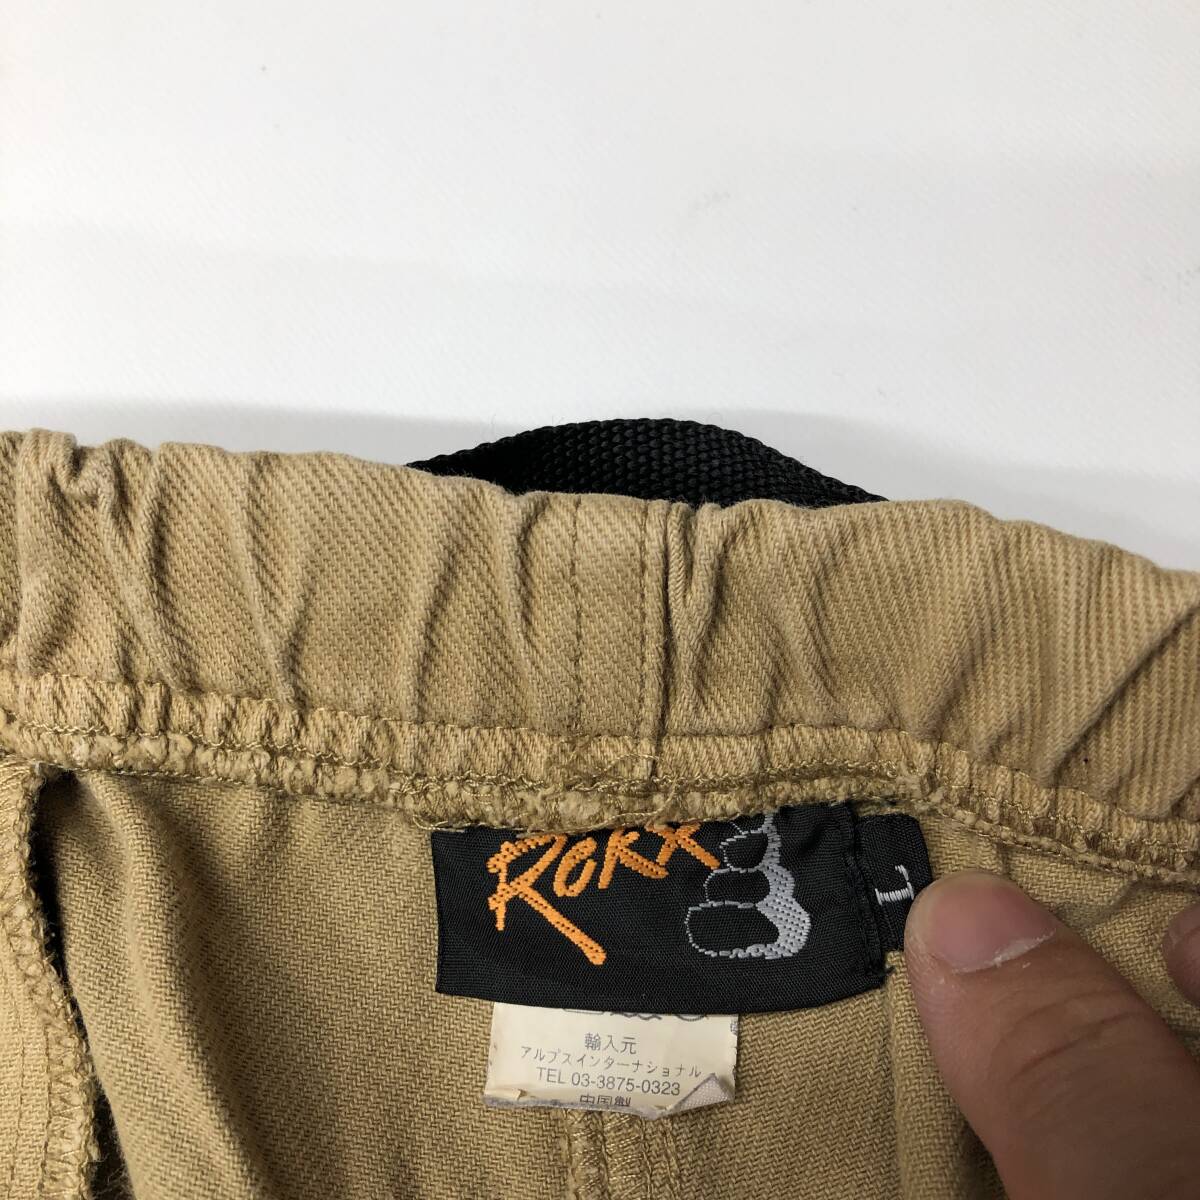 ROKX
L
輸入元
アルプスインターナショナル
TEL 03-3875-0323
中国製